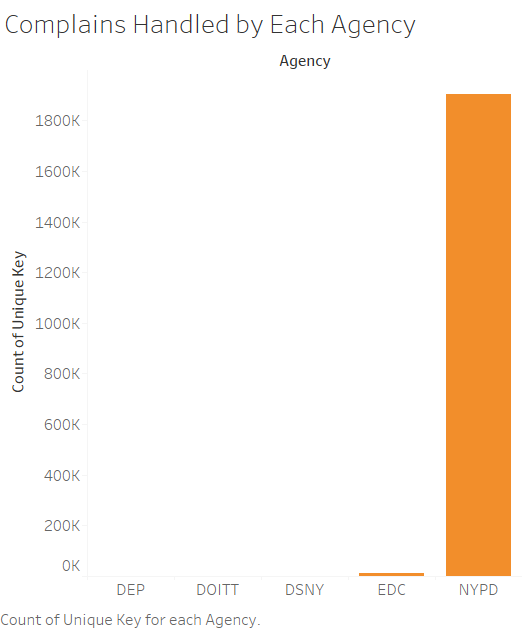 Complains Handled by Each Agency
Agency
Count of Unique Key
1800K
1600K
1400K
1200K
1000K
800K
600K
400K
200K
0K
DEP DOITT DSNY EDC NYPD
Count of Unique Key for each Agency.